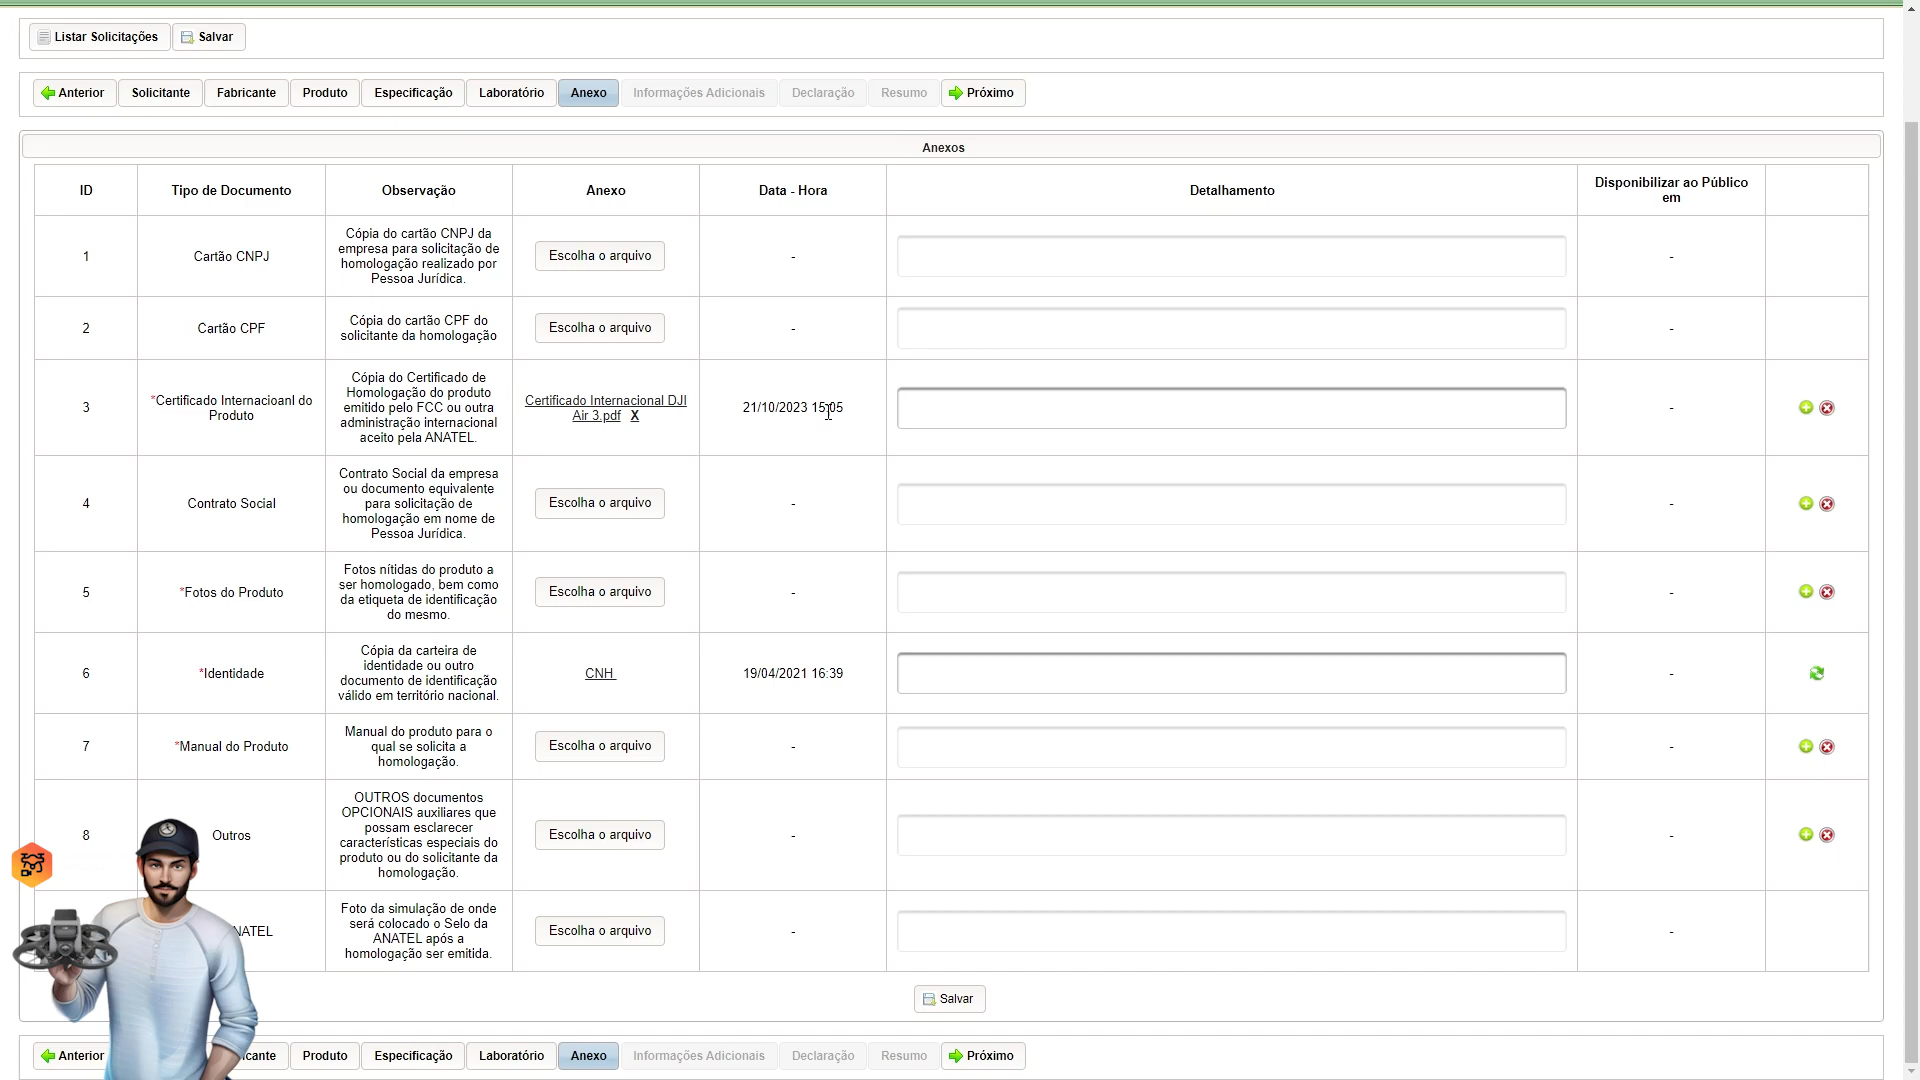 Listar Solicitações
Salvar
Anterior
Solicitante
Fabricante
Produto
Especificação
Laboratório
Anexo
Informações Adicionais
Declaração
Resumo
Próximo
Anexos
ID
Tipo de Documento
Observação
Anexo
Data - Hora
Detalhamento
Disponibilizar ao Público
em
1
Cartão CNPJ
Cópia do cartão CNPJ da
empresa para solicitação de
homologação realizado por
Pessoa Jurídica.
Escolha o arquivo
-
-
2
Cartão CPF
Cópia do cartão CPF do
solicitante da homologação
Escolha o arquivo
-
-
3
*Certificado Internacioanl do
Produto
Cópia do Certificado de
Homologação do produto
emitido pelo FCC ou outra
administração internacional
aceito pela ANATEL.
Certificado Internacional DJI
Air 3.pdf X
21/10/2023 15:05
-
4
Contrato Social
Contrato Social da empresa
ou documento equivalente
para solicitação de
homologação em nome de
Pessoa Jurídica.
Escolha o arquivo
-
-
5
*Fotos do Produto
Fotos nítidas do produto a
ser homologado, bem como
da etiqueta de identificação
do mesmo.
Escolha o arquivo
-
-
6
*Identidade
Cópia da carteira de
identidade ou outro
documento de identificação
válido em território nacional.
CNH
19/04/2021 16:39
-
7
*Manual do Produto
Manual do produto para o
qual se solicita a
homologação.
Escolha o arquivo
-
-
8
Outros
OUTROS documentos
OPCIONAIS auxiliares que
possam esclarecer
características especiais do
produto ou do solicitante da
homologação.
Escolha o arquivo
-
-
NATEL
Foto da simulação de onde
será colocado o Selo da
ANATEL após a
homologação ser emitida.
Escolha o arquivo
-
-
Salvar
Anterior
icante
Produto
Especificação
Laboratório
Anexo
Informações Adicionais
Declaração
Resumo
Próximo